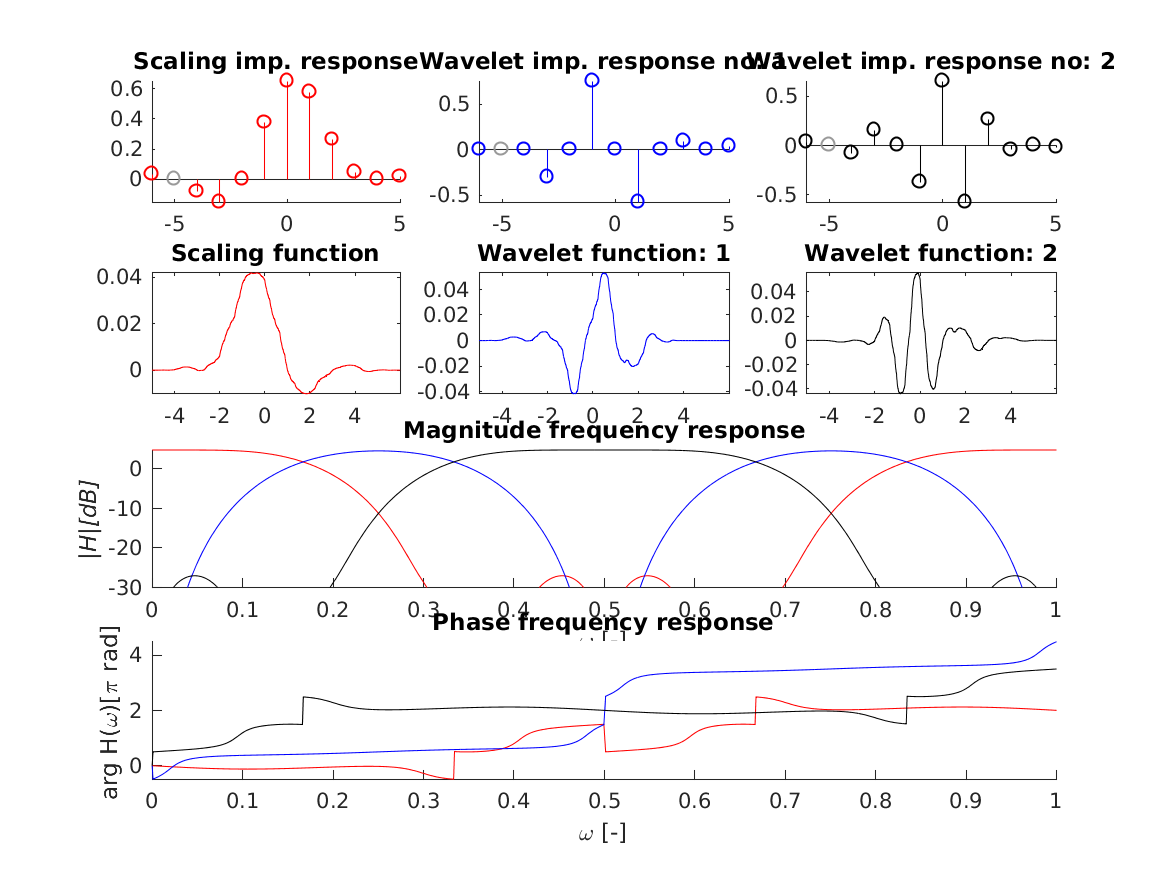 Scaling imp. response
Wavelet imp. response no: 1
Wavelet imp. response no: 2
0.6
0.4
0.2
0
-5 0 5
0.5
0
-0.5
-5 0 5
0.5
0
-0.5
-5 0 5
Scaling function
Wavelet function: 1
Wavelet function: 2
0.04
0.02
0
-4 -2 0 2 4
0.04
0.02
0
-0.02
-0.04
-4 -2 0 2 4
0.04
0.02
0
-0.02
-0.04
-4 -2 0 2 4
Magnitude frequency response
|H|[dB]
0
-10
-20
-30
0 0.1 0.2 0.3 0.4 0.5 0.6 0.7 0.8 0.9 1
ω [-]
Phase frequency response
arg H(ω)[π rad]
4
2
0
0 0.1 0.2 0.3 0.4 0.5 0.6 0.7 0.8 0.9 1
ω [-]